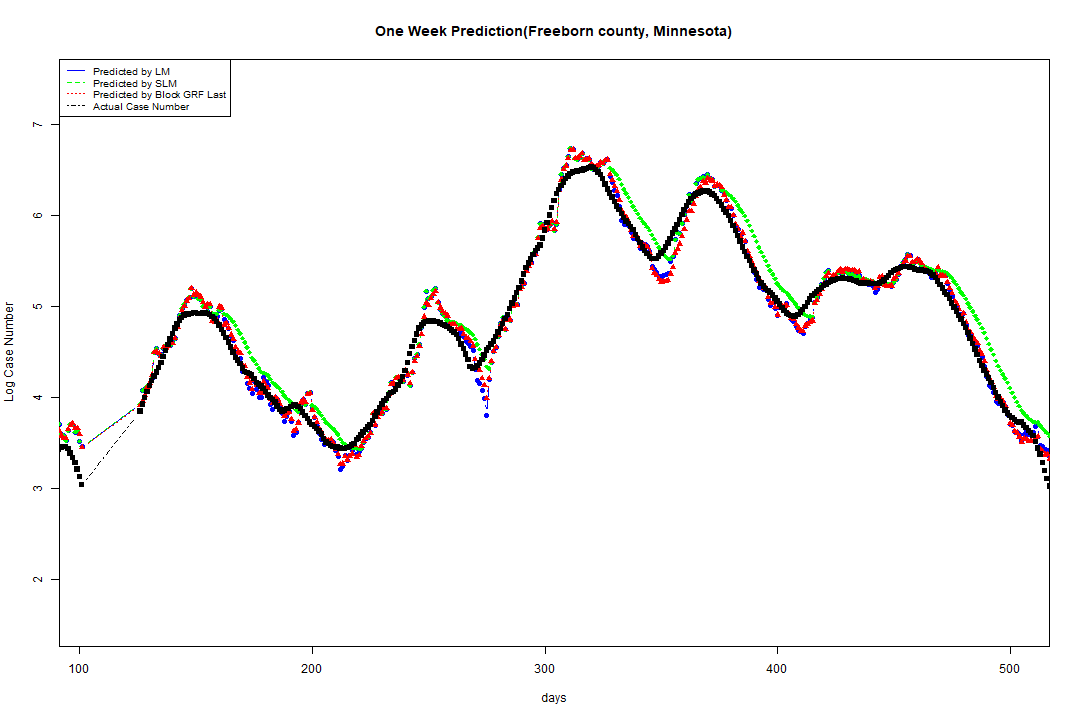 One Week Prediction(Freeborn county, Minnesota)
Predicted by LM
Predicted by SLM
Predicted by Block GRF Last
Actual Case Number
7
6
5
4
3
2
Log Case Number
100 200 300 400 500
days